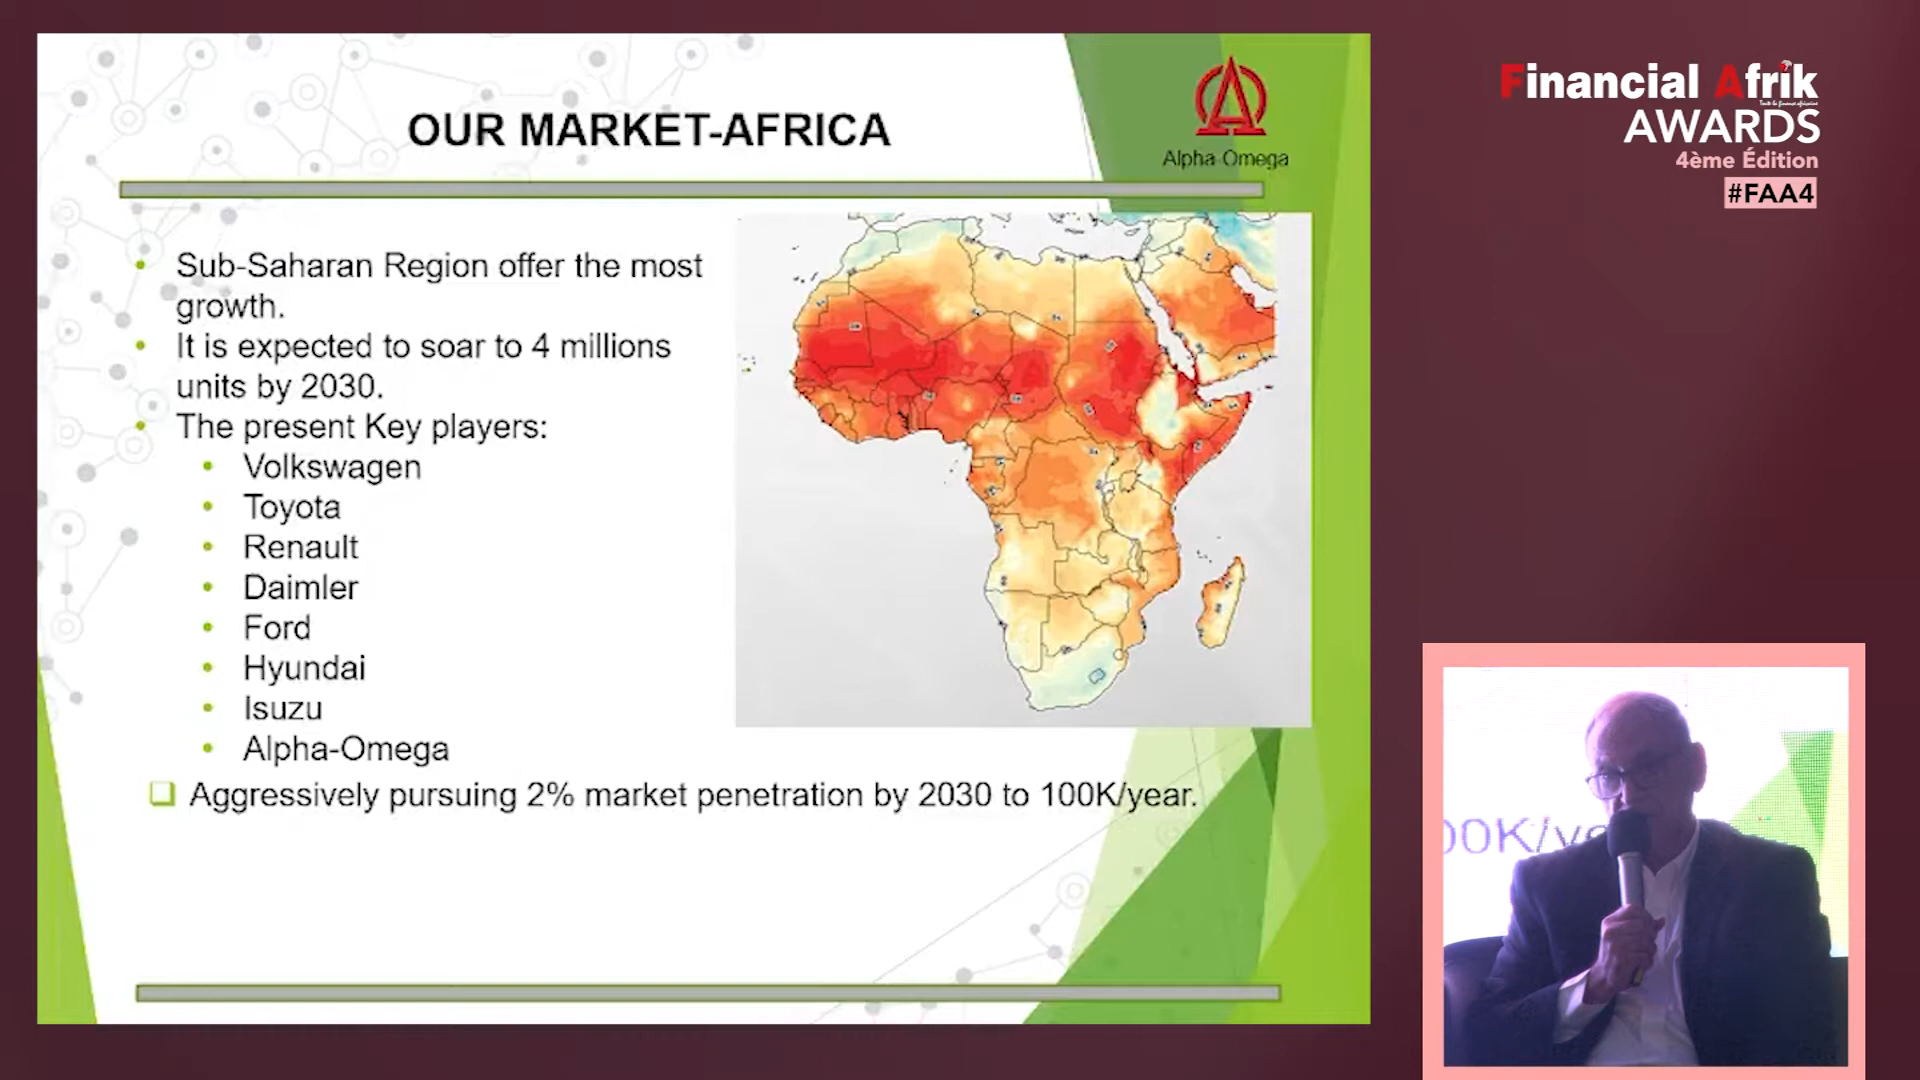 OUR MARKET-AFRICA
Alpha-Omega
Sub-Saharan Region offer the most
growth.
It is expected to soar to 4 millions
units by 2030.
The present Key players:
Volkswagen
Toyota
Renault
Daimler
Ford
Hyundai
Isuzu
Alpha-Omega
Aggressively pursuing 2% market penetration by 2030 to 100K/year.
Financial Afrik
AWARDS
4ème Édition
#FAA4
00K/ye